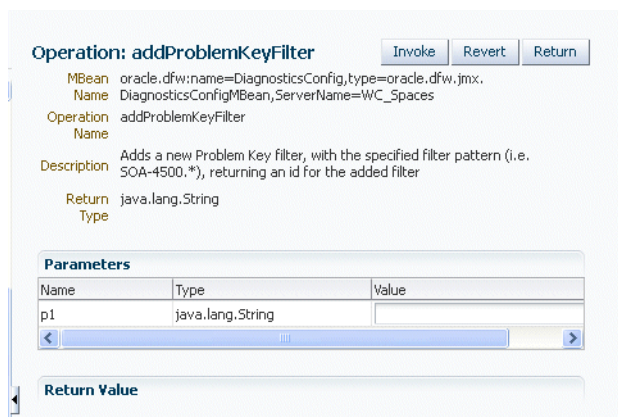 Operation: addProblemKeyFilter Invoke Revert Return
MBean Name oracle.dfw:name=DiagnosticsConfig,type=oracle.dfw.jmx.
DiagnosticsConfigMBean,ServerName=WC_Spaces
Operation Name addProblemKeyFilter
Description Adds a new Problem Key filter, with the specified filter pattern (i.e.
SOA-4500.*), returning an id for the added filter
Return Type java.lang.String
Parameters
Name Type Value
p1 java.lang.String
Return Value